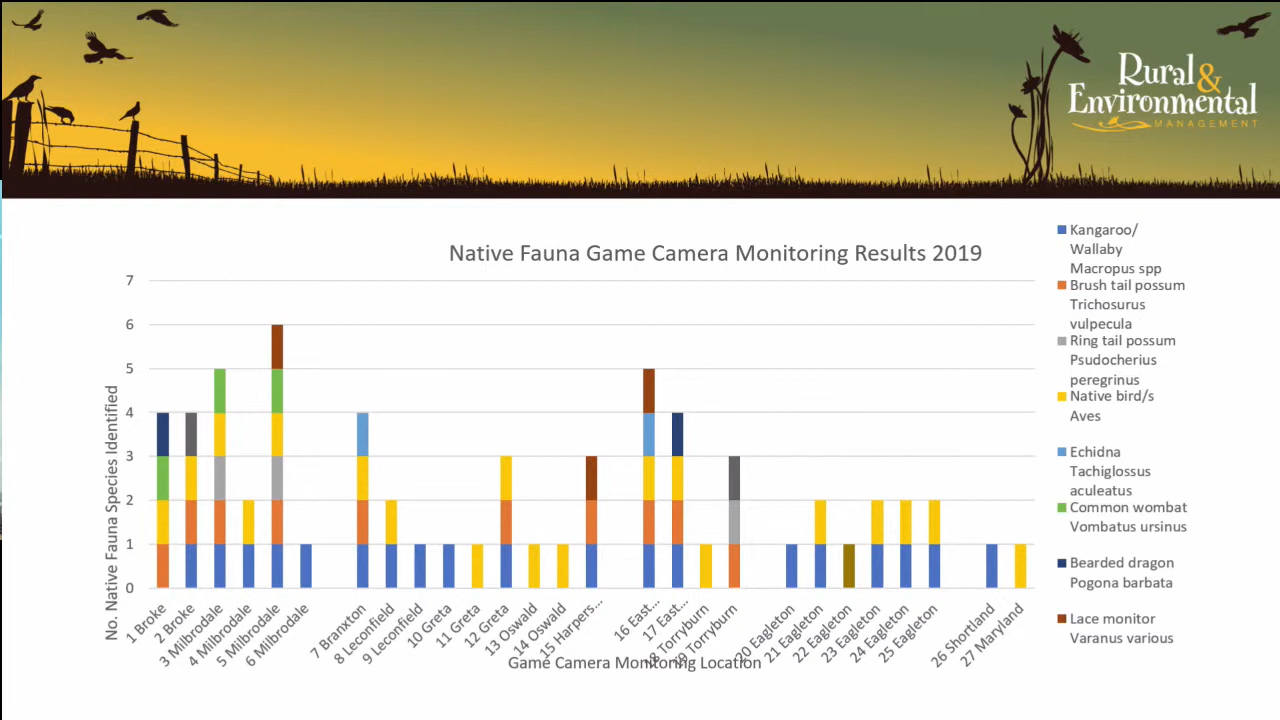 Rural &
Environmental
MANAGEMENT
Native Fauna Game Camera Monitoring Results 2019
No. Native Fauna Species Identified
7
6
5
4
3
2
1
0
1 Broke
2 Broke
3 Milbrodale
4 Milbrodale
5 Milbrodale
6 Milbrodale
7 Branxton
8 Leconfield
9 Leconfield
10 Greta
11 Greta
12 Greta
13 Oswald
14 Oswald
15 Harpers...
16 East...
17 East...
18 Torryburn
19 Torryburn
20 Eagleton
21 Eagleton
22 Eagleton
23 Eagleton
24 Eagleton
25 Eagleton
26 Shortland
27 Maryland
Game Camera Monitoring Location
Kangaroo/
Wallaby
Macropus spp
Brush tail possum
Trichosurus
vulpecula
Ring tail possum
Psudocherius
peregrinus
Native bird/s
Aves
Echidna
Tachiglossus
aculeatus
Common wombat
Vombatus ursinus
Bearded dragon
Pogona barbata
Lace monitor
Varanus various